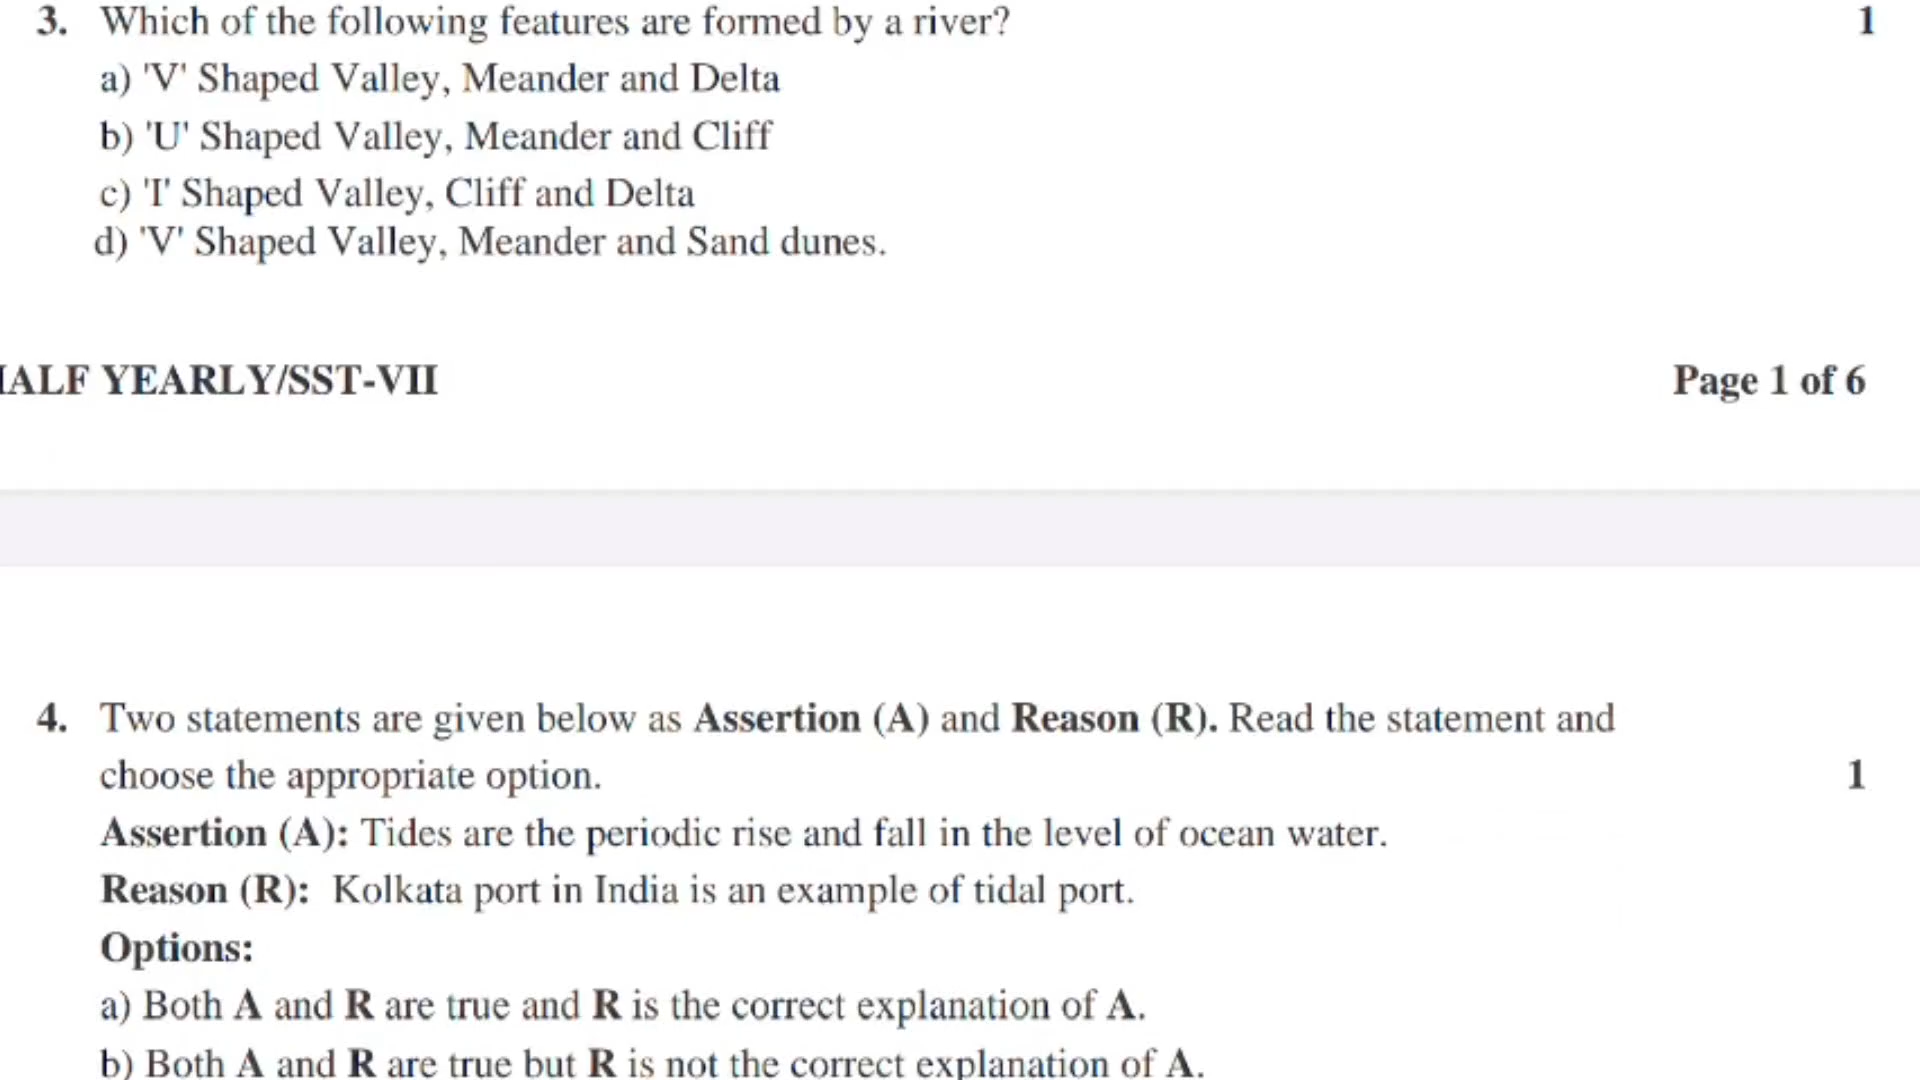 3. Which of the following features are formed by a river? 1
a) 'V' Shaped Valley, Meander and Delta
b) 'U' Shaped Valley, Meander and Cliff
c) 'I' Shaped Valley, Cliff and Delta
d) 'V' Shaped Valley, Meander and Sand dunes.
HALF YEARLY/SST-VII Page 1 of 6
4. Two statements are given below as Assertion (A) and Reason (R). Read the statement and
choose the appropriate option. 1
Assertion (A): Tides are the periodic rise and fall in the level of ocean water.
Reason (R): Kolkata port in India is an example of tidal port.
Options:
a) Both A and R are true and R is the correct explanation of A.
b) Both A and R are true but R is not the correct explanation of A.